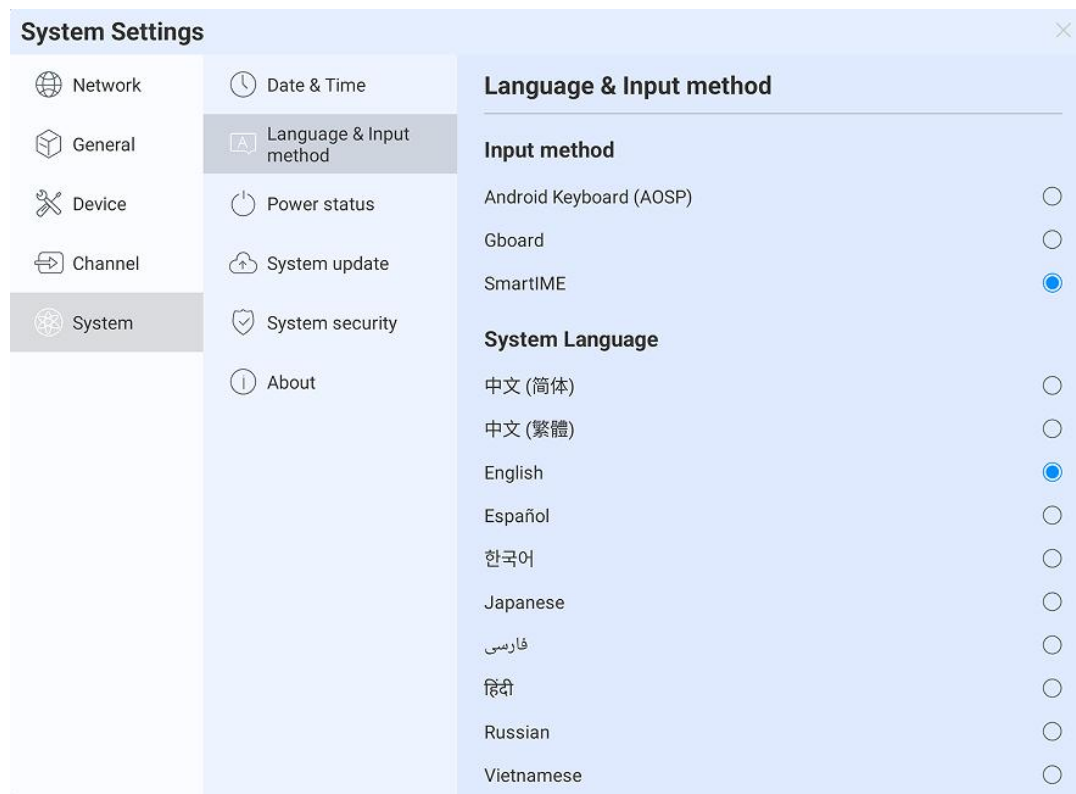 System Settings
Network
General
Device
Channel
System
Date & Time
Language & Input
method
Power status
System update
System security
About
Language & Input method
Input method
Android Keyboard (AOSP)
Gboard
SmartIME
System Language
中文 (简体)
中文 (繁體)
English
Español
한국어
Japanese
فارسی
हिंदी
Russian
Vietnamese